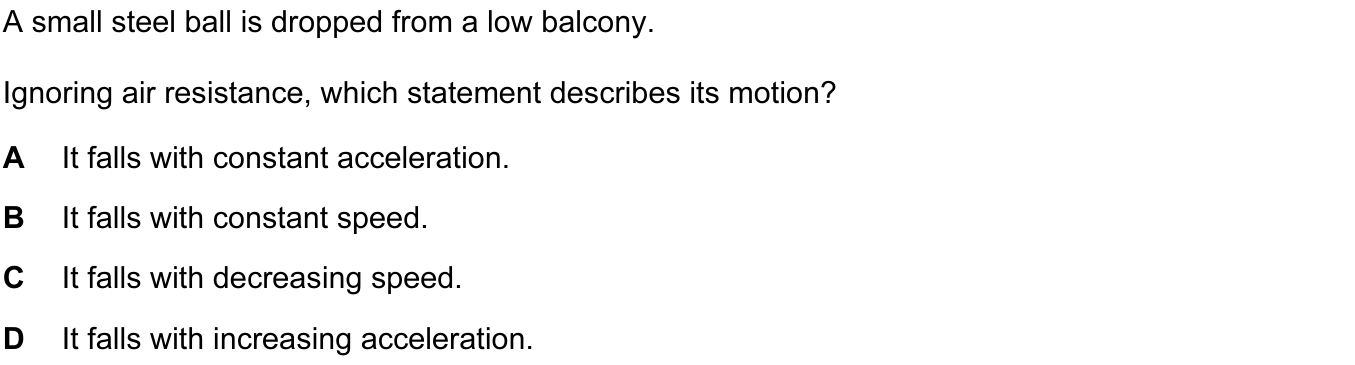 A small steel ball is dropped from a low balcony.
Ignoring air resistance, which statement describes its motion?
A It falls with constant acceleration.
B It falls with constant speed.
C It falls with decreasing speed.
D It falls with increasing acceleration.